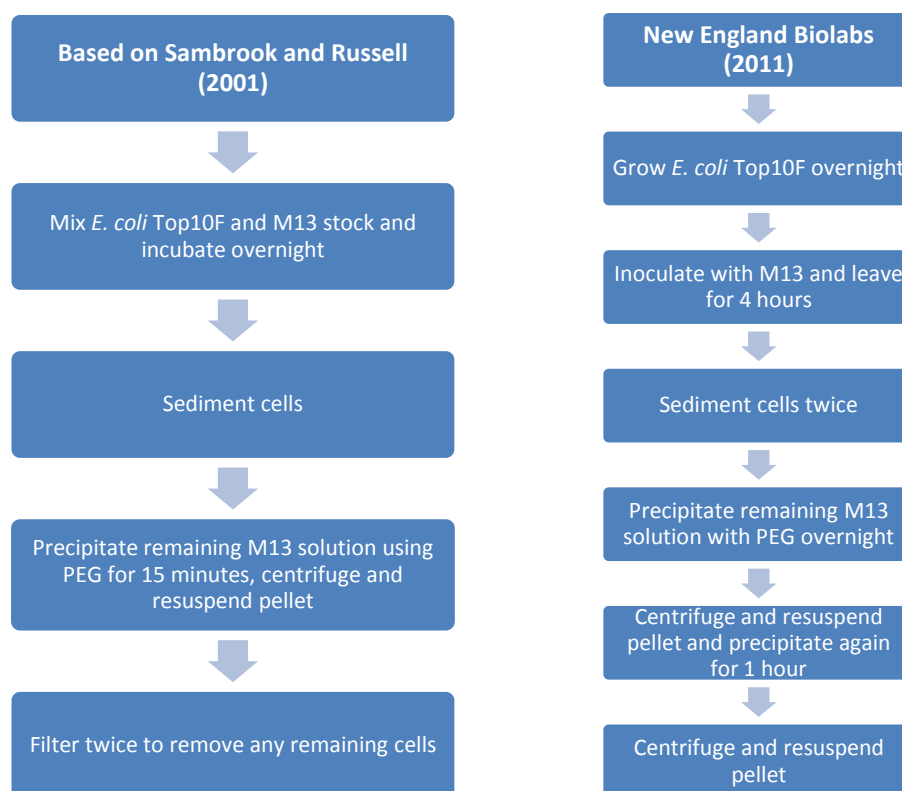 Based on Sambrook and Russell
(2001)
Mix E. coli Top10F and M13 stock and
incubate overnight
Sediment cells
Precipitate remaining M13 solution using
PEG for 15 minutes, centrifuge and
resuspend pellet
Filter twice to remove any remaining cells
New England Biolabs
(2011)
Grow E. coli Top10F overnight
Inoculate with M13 and leave
for 4 hours
Sediment cells twice
Precipitate remaining M13
solution with PEG overnight
Centrifuge and resuspend
pellet and precipitate again
for 1 hour
Centrifuge and resuspend
pellet